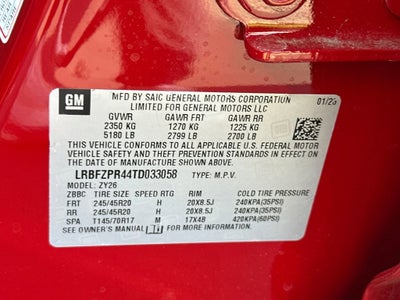 GM
MFD BY SAIC GENERAL MOTORS CORPORATION
LIMITED FOR GENERAL MOTORS LLC
01/25
GVWR GAWR FRT GAWR RR
2350 KG 1270 KG 1225 KG
5180 LB 2799 LB 2700 LB
THIS VEHICLE CONFORMS TO ALL APPLICABLE U.S. FEDERAL MOTOR
VEHICLE SAFETY AND THEFT PREVENTION STANDARDS IN EFFECT ON THE
DATE OF MANUFACTURE SHOWN ABOVE.
LRBFZPR44TD033058 TYPE: M.P.V.
MODEL: ZY26
ZBBC TIRE SIZE SPEED RTG RIM COLD TIRE PRESSURE
FRT 245/45R20 H 20X8.5J 240KPA(35PSI)
RR 245/45R20 H 20X8.5J 240KPA(35PSI)
SPA T145/70R17 M 17X4B 420KPA(60PSI)
SEE OWNER'S MANUAL